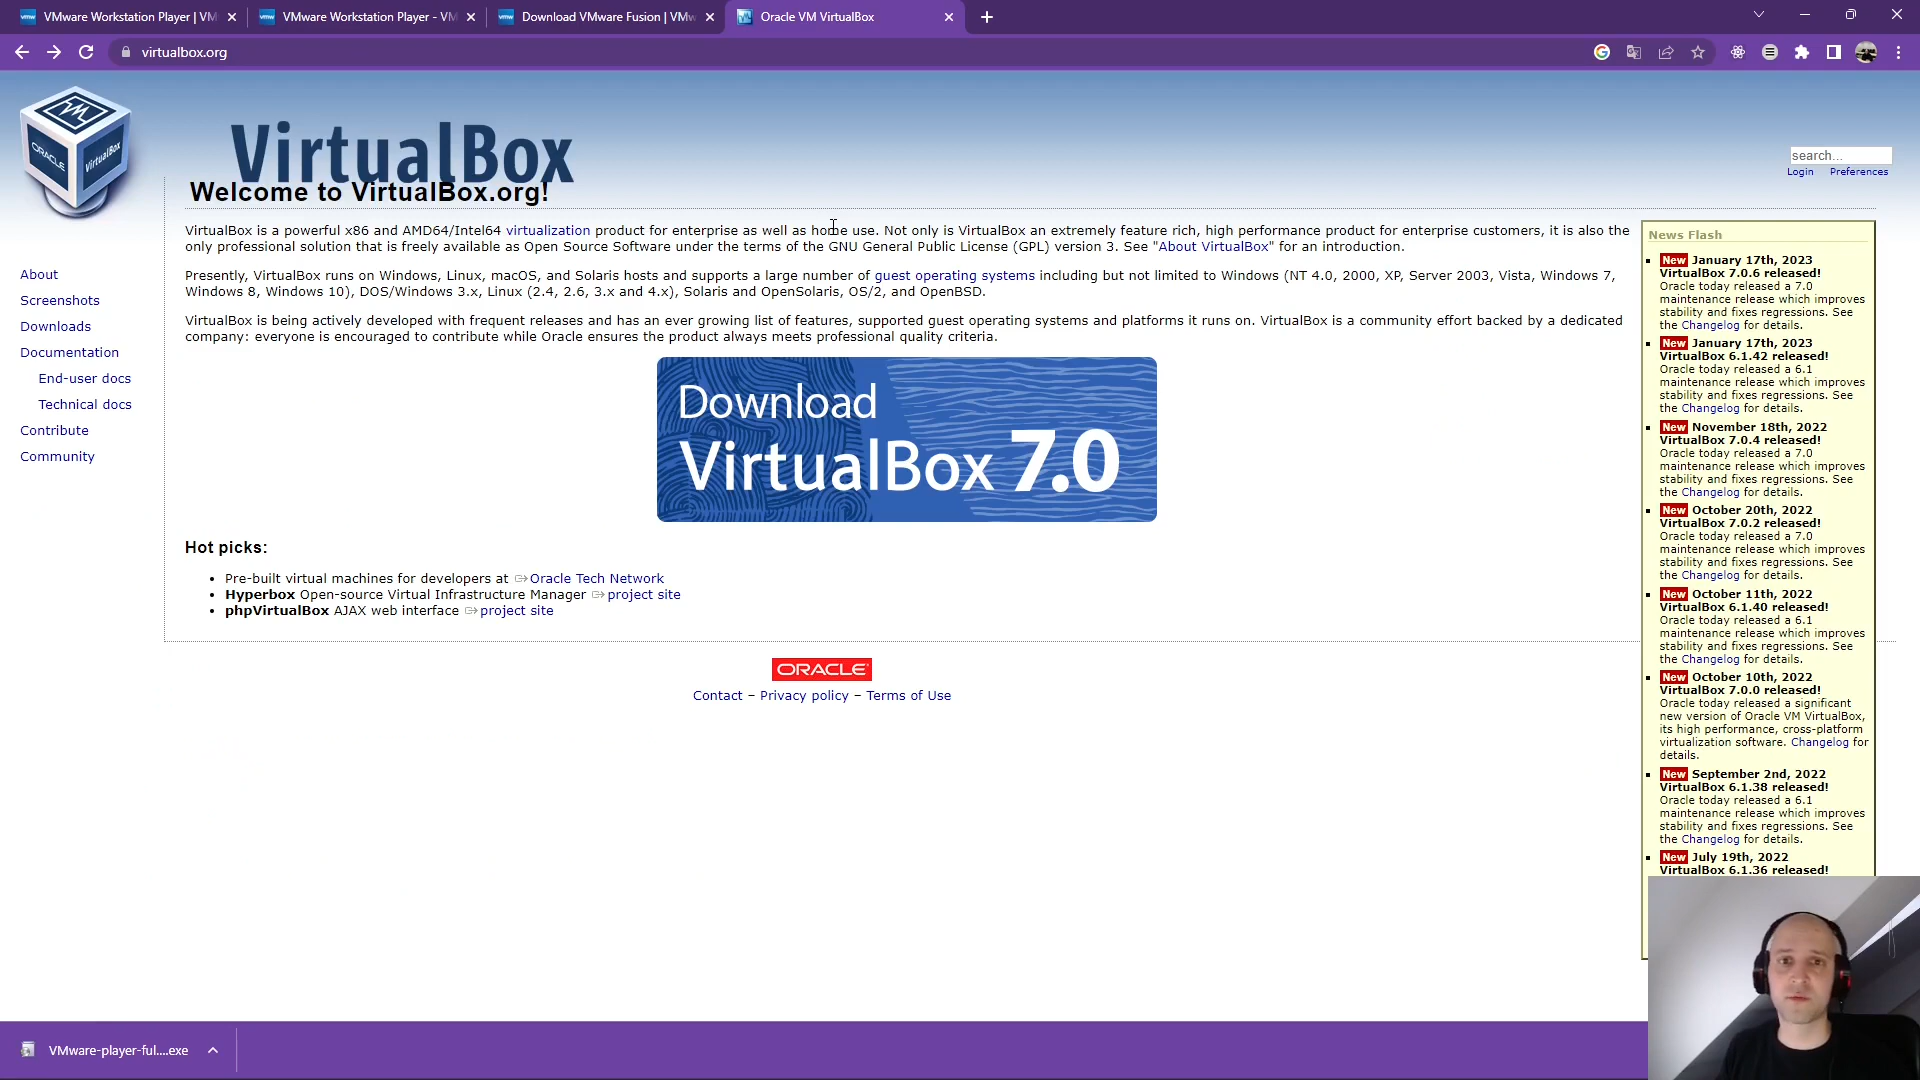 VMware Workstation Player | VM
VMware Workstation Player - VM
Download VMware Fusion | VMw
Oracle VM VirtualBox
virtualbox.org
ORACLE
VirtualBox
VirtualBox
search...
Login Preferences
Welcome to VirtualBox.org!
VirtualBox is a powerful x86 and AMD64/Intel64 virtualization product for enterprise as well as home use. Not only is VirtualBox an extremely feature rich, high performance product for enterprise customers, it is also the
only professional solution that is freely available as Open Source Software under the terms of the GNU General Public License (GPL) version 3. See "About VirtualBox" for an introduction.
Presently, VirtualBox runs on Windows, Linux, macOS, and Solaris hosts and supports a large number of guest operating systems including but not limited to Windows (NT 4.0, 2000, XP, Server 2003, Vista, Windows 7,
Windows 8, Windows 10), DOS/Windows 3.x, Linux (2.4, 2.6, 3.x and 4.x), Solaris and OpenSolaris, OS/2, and OpenBSD.
VirtualBox is being actively developed with frequent releases and has an ever growing list of features, supported guest operating systems and platforms it runs on. VirtualBox is a community effort backed by a dedicated
company: everyone is encouraged to contribute while Oracle ensures the product always meets professional quality criteria.
About
Screenshots
Downloads
Documentation
End-user docs
Technical docs
Contribute
Community
Download
VirtualBox 7.0
Hot picks:
Pre-built virtual machines for developers at Oracle Tech Network
Hyperbox Open-source Virtual Infrastructure Manager project site
phpVirtualBox AJAX web interface project site
ORACLE
Contact – Privacy policy – Terms of Use
News Flash
New January 17th, 2023
VirtualBox 7.0.6 released!
Oracle today released a 7.0
maintenance release which improves
stability and fixes regressions. See
the Changelog for details.
New January 17th, 2023
VirtualBox 6.1.42 released!
Oracle today released a 6.1
maintenance release which improves
stability and fixes regressions. See
the Changelog for details.
New November 18th, 2022
VirtualBox 7.0.4 released!
Oracle today released a 7.0
maintenance release which improves
stability and fixes regressions. See
the Changelog for details.
New October 20th, 2022
VirtualBox 7.0.2 released!
Oracle today released a 7.0
maintenance release which improves
stability and fixes regressions. See
the Changelog for details.
New October 11th, 2022
VirtualBox 6.1.40 released!
Oracle today released a 6.1
maintenance release which improves
stability and fixes regressions. See
the Changelog for details.
New October 10th, 2022
VirtualBox 7.0.0 released!
Oracle today released a significant
new version of Oracle VM VirtualBox,
its high performance, cross-platform
virtualization software. Changelog for
details.
New September 2nd, 2022
VirtualBox 6.1.38 released!
Oracle today released a 6.1
maintenance release which improves
stability and fixes regressions. See
the Changelog for details.
New July 19th, 2022
VirtualBox 6.1.36 released!
VMware-player-ful....exe